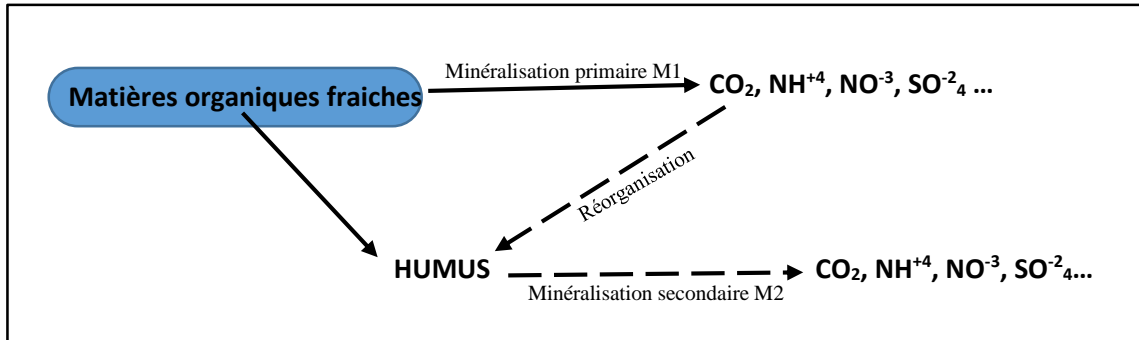 Minéralisation primaire M1
Matières organiques fraiches
CO₂, NH⁺⁴, NO⁻³, SO⁻²₄ ...
Réorganisation
HUMUS
Minéralisation secondaire M2
CO₂, NH⁺⁴, NO⁻³, SO⁻²₄...